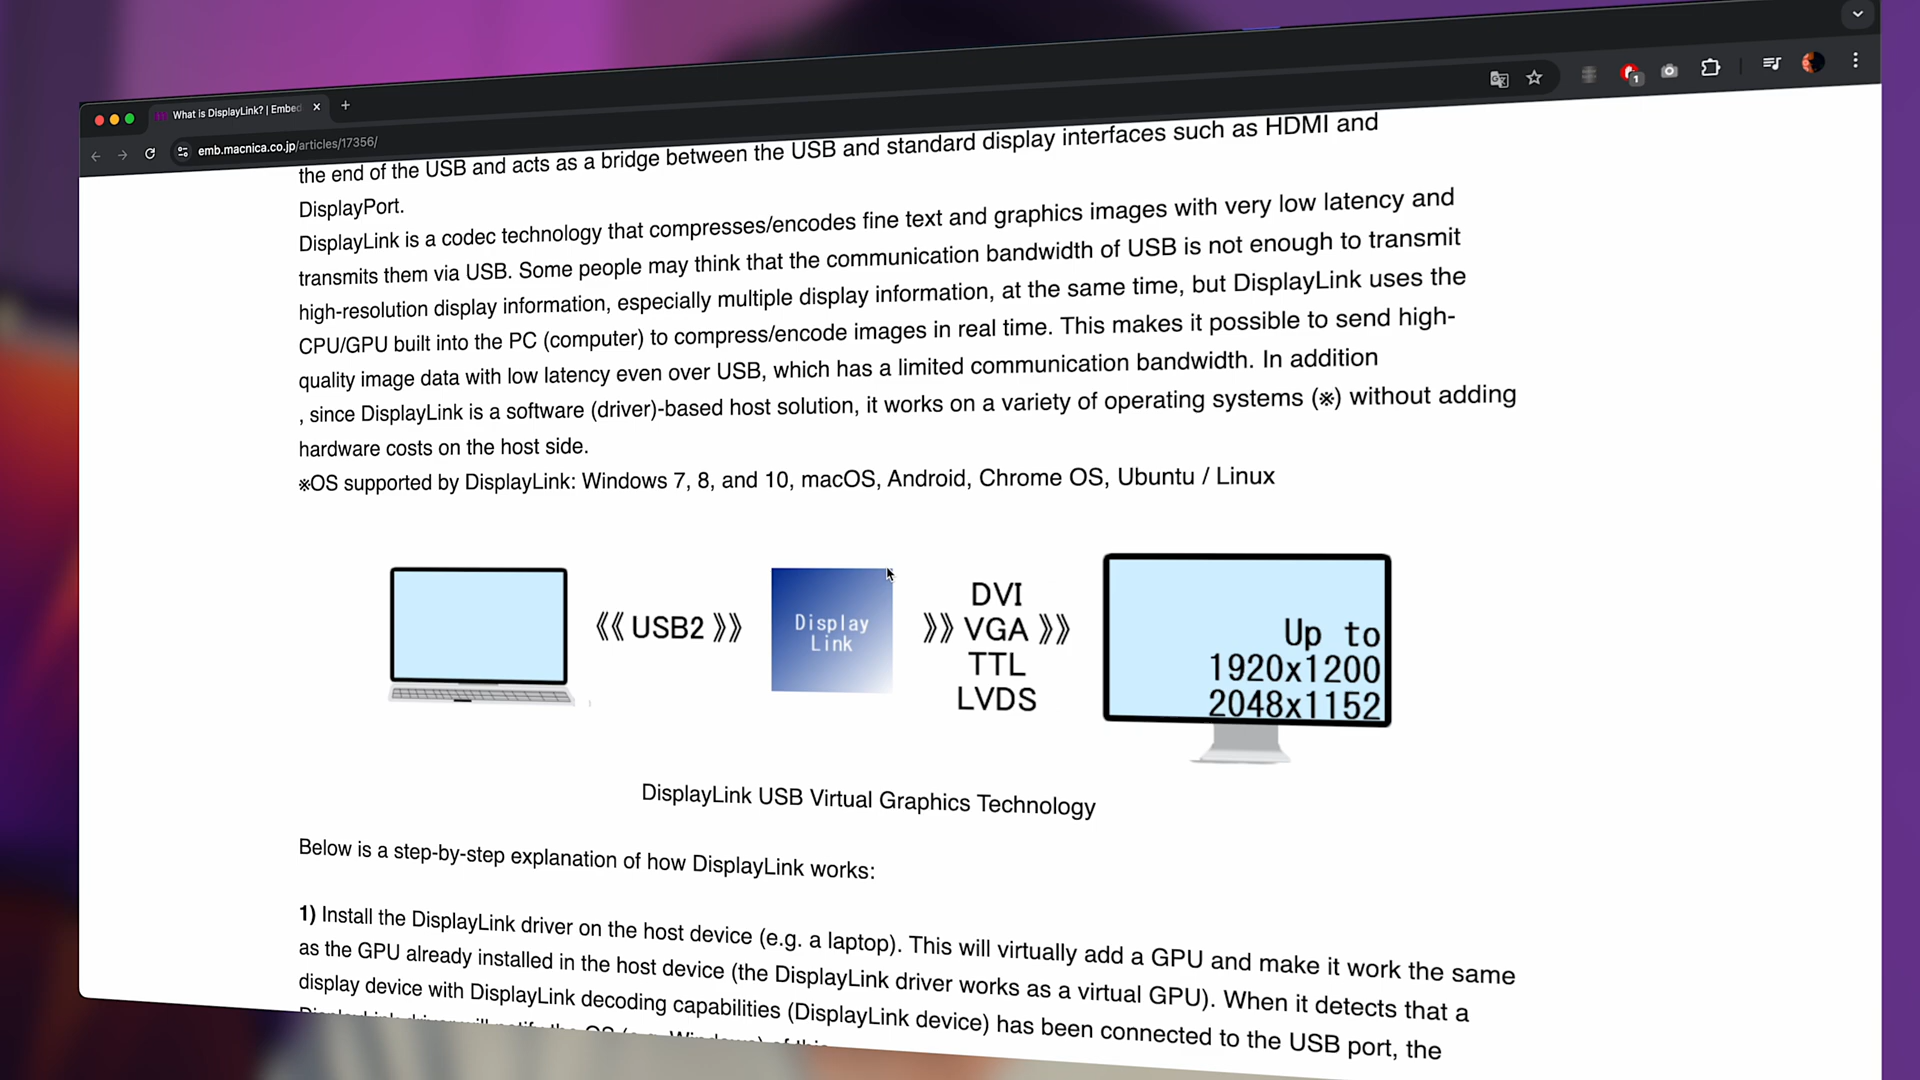 What is DisplayLink? | Embed
emb.macnica.co.jp/articles/17356/
1
the end of the USB and acts as a bridge between the USB and standard display interfaces such as HDMI and
DisplayPort.
DisplayLink is a codec technology that compresses/encodes fine text and graphics images with very low latency and
transmits them via USB. Some people may think that the communication bandwidth of USB is not enough to transmit
high-resolution display information, especially multiple display information, at the same time, but DisplayLink uses the
CPU/GPU built into the PC (computer) to compress/encode images in real time. This makes it possible to send high-
quality image data with low latency even over USB, which has a limited communication bandwidth. In addition
, since DisplayLink is a software (driver)-based host solution, it works on a variety of operating systems (※) without adding
hardware costs on the host side.
※OS supported by DisplayLink: Windows 7, 8, and 10, macOS, Android, Chrome OS, Ubuntu / Linux
《《 USB2 》》
Display
Link
》》
DVI
VGA
TTL
LVDS
》》
Up to
1920x1200
2048x1152
DisplayLink USB Virtual Graphics Technology
Below is a step-by-step explanation of how DisplayLink works:
1) Install the DisplayLink driver on the host device (e.g. a laptop). This will virtually add a GPU and make it work the same
as the GPU already installed in the host device (the DisplayLink driver works as a virtual GPU). When it detects that a
display device with DisplayLink decoding capabilities (DisplayLink device) has been connected to the USB port, the